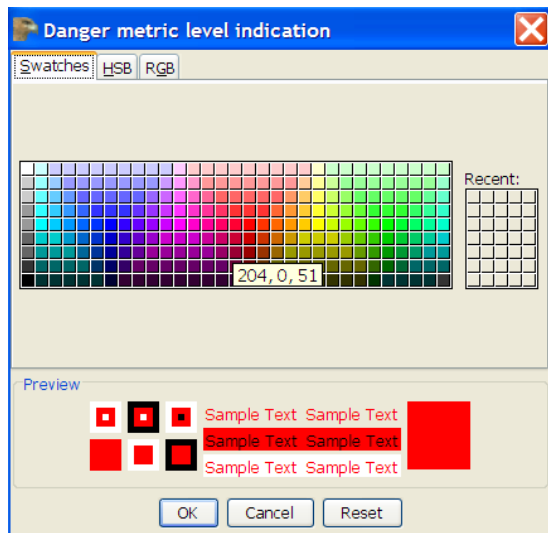 Danger metric level indication
Swatches HSB RGB
Recent:
204, 0, 51
Preview
Sample Text Sample Text
Sample Text Sample Text
Sample Text Sample Text
OK Cancel Reset